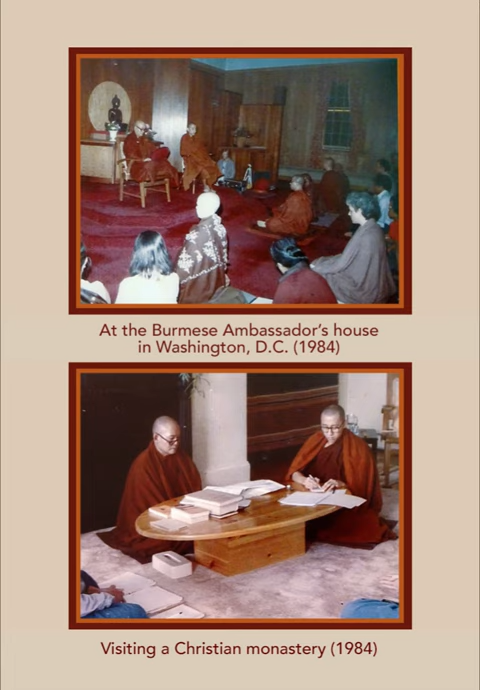 At the Burmese Ambassador's house
in Washington, D.C. (1984)
Visiting a Christian monastery (1984)